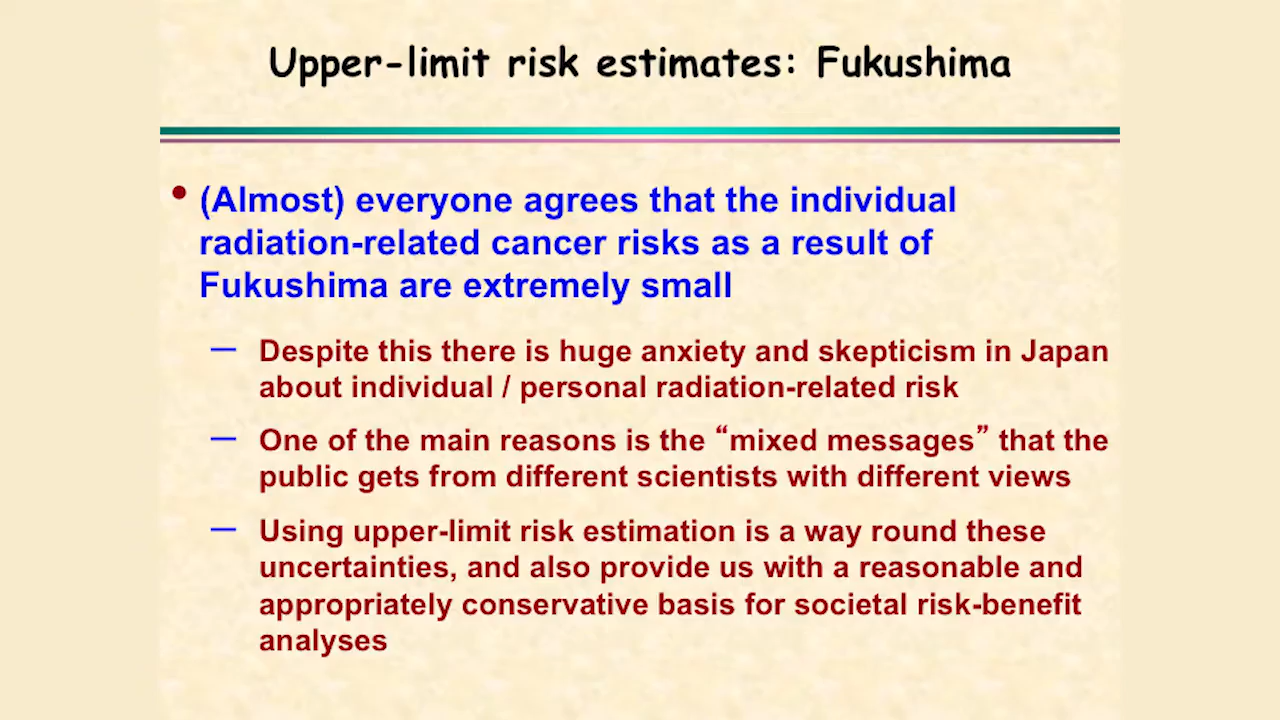 Upper-limit risk estimates: Fukushima
• (Almost) everyone agrees that the individual
radiation-related cancer risks as a result of
Fukushima are extremely small
– Despite this there is huge anxiety and skepticism in Japan
about individual / personal radiation-related risk
– One of the main reasons is the “mixed messages” that the
public gets from different scientists with different views
– Using upper-limit risk estimation is a way round these
uncertainties, and also provide us with a reasonable and
appropriately conservative basis for societal risk-benefit
analyses